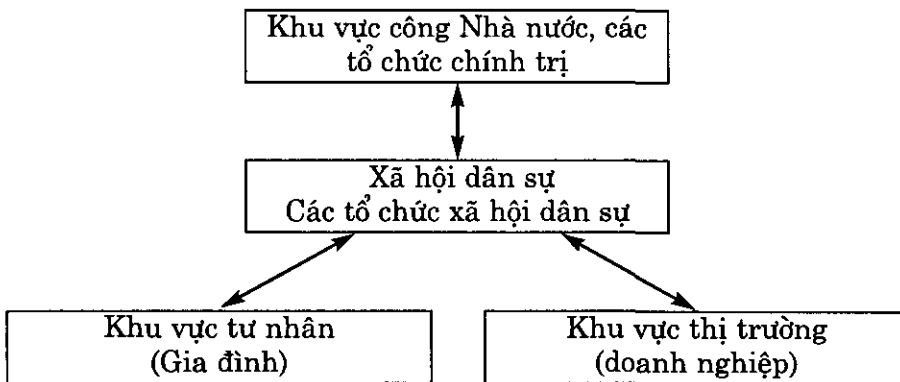 Khu vực công Nhà nước, các
tổ chức chính trị
Xã hội dân sự
Các tổ chức xã hội dân sự
Khu vực tư nhân
(Gia đình)
Khu vực thị trường
(doanh nghiệp)